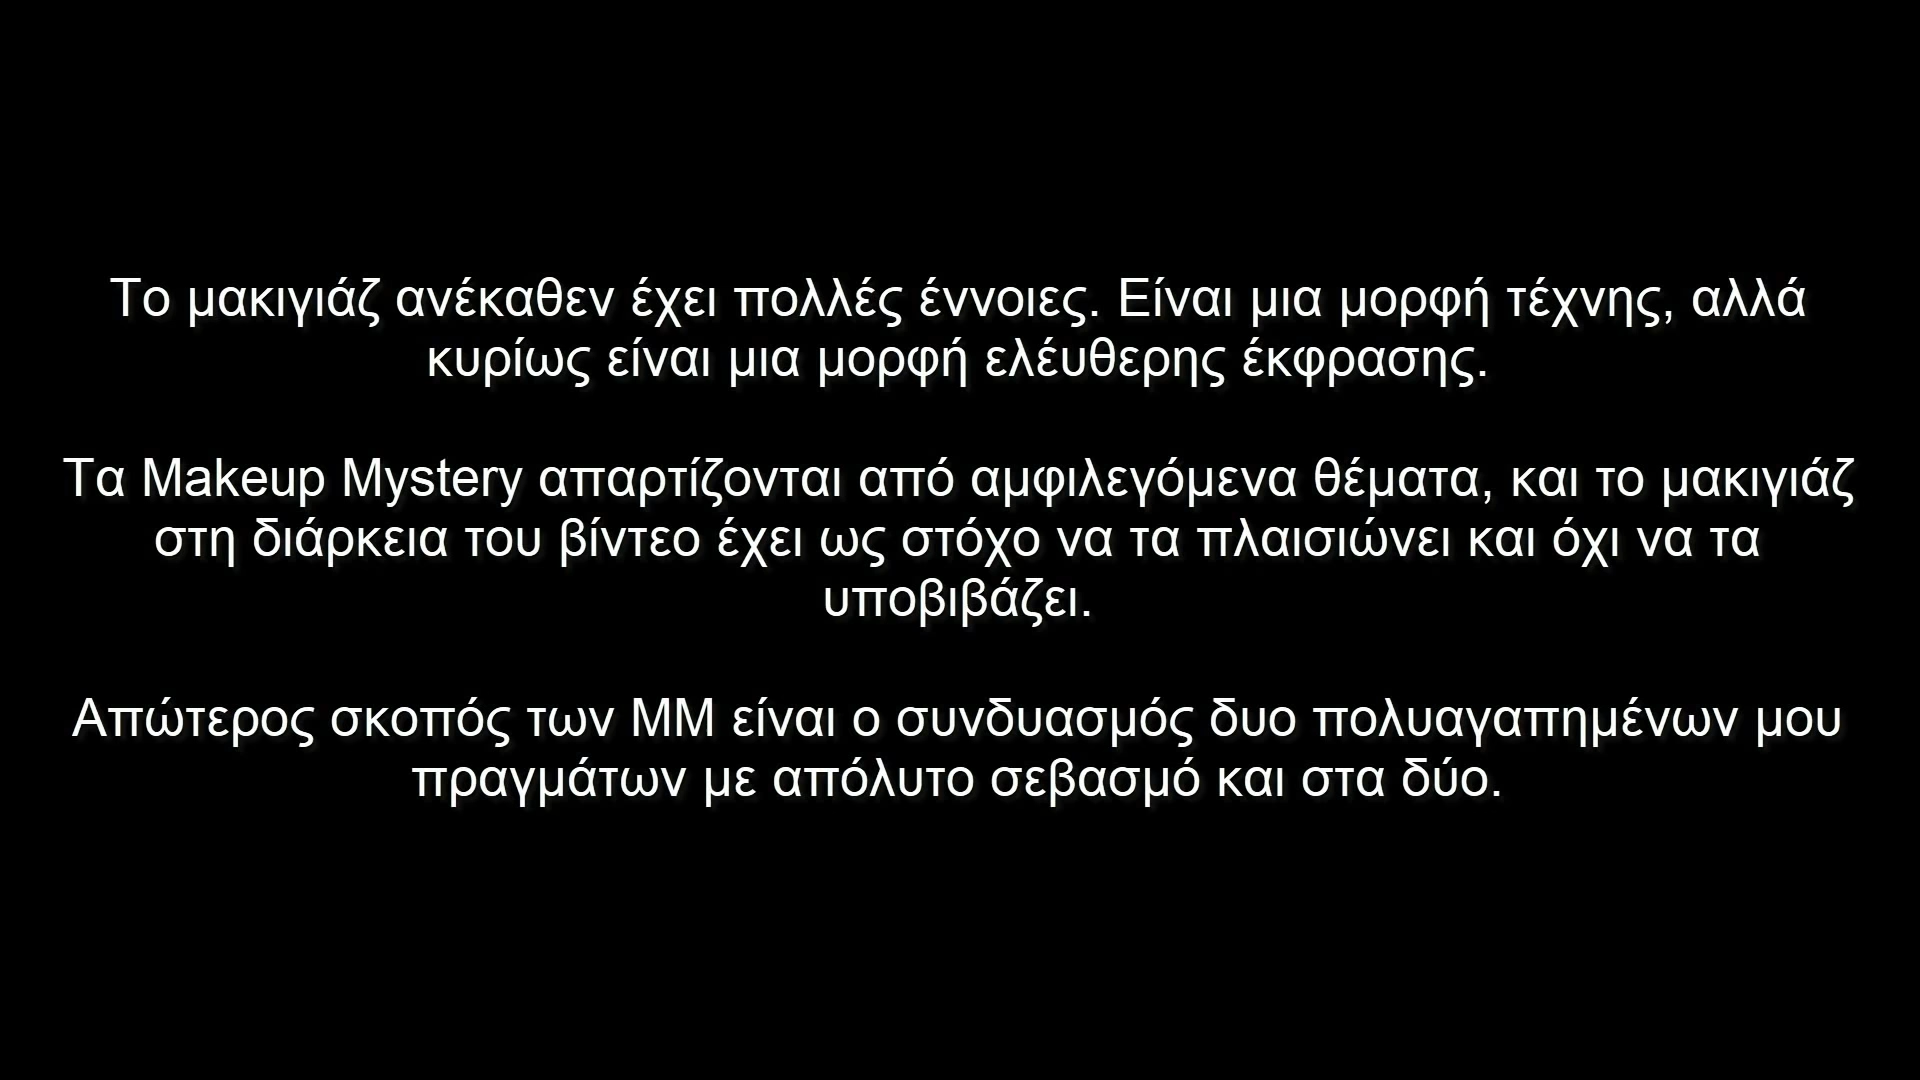 Το μακιγιάζ ανέκαθεν έχει πολλές έννοιες. Είναι μια μορφή τέχνης, αλλά
κυρίως είναι μια μορφή ελέυθερης έκφρασης.
Τα Makeup Mystery απαρτίζονται από αμφιλεγόμενα θέματα, και το μακιγιάζ
στη διάρκεια του βίντεο έχει ως στόχο να τα πλαισιώνει και όχι να τα
υποβιβάζει.
Απώτερος σκοπός των ΜΜ είναι ο συνδυασμός δυο πολυαγαπημένων μου
πραγμάτων με απόλυτο σεβασμό και στα δύο.